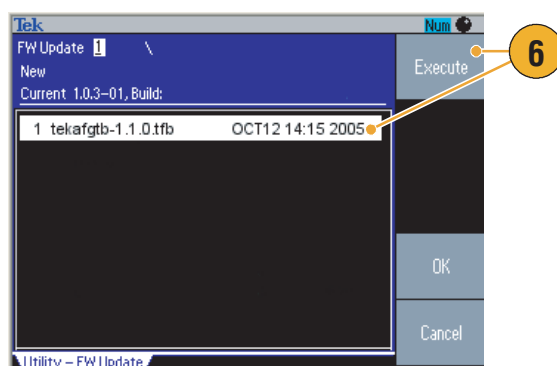 Tek
Num
FW Update 1 \
New
Current 1.0.3-01, Build:
1 tekafgtb-1.1.0.tfb OCT12 14:15 2005
Execute
6
OK
Cancel
Utility - FW Update